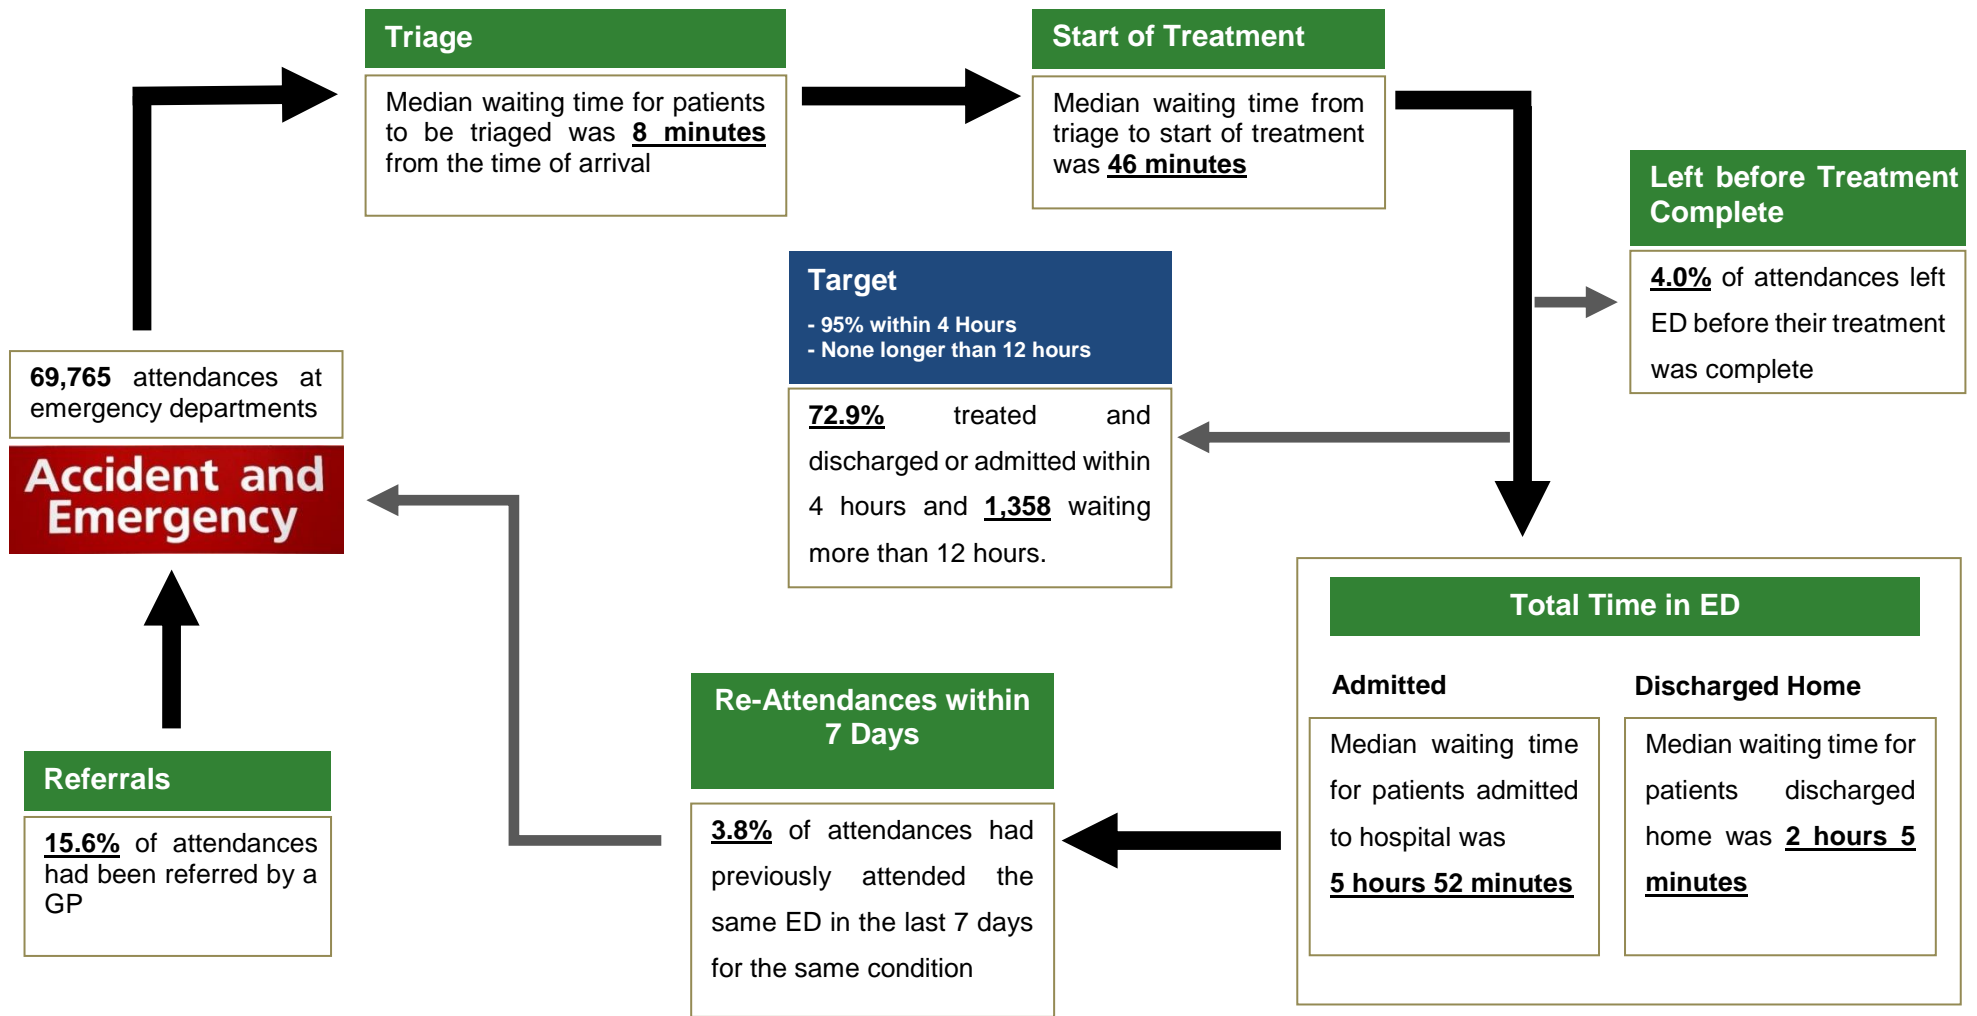 Triage
Median waiting time for patients
to be triaged was 8 minutes
from the time of arrival
Start of Treatment
Median waiting time from
triage to start of treatment
was 46 minutes
Left before Treatment
Complete
4.0% of attendances left
ED before their treatment
was complete
Target
- 95% within 4 Hours
- None longer than 12 hours
72.9% treated and
discharged or admitted within
4 hours and 1,358 waiting
more than 12 hours.
69,765 attendances at
emergency departments
Accident and
Emergency
Total Time in ED
Admitted
Median waiting time
for patients admitted
to hospital was
5 hours 52 minutes
Discharged Home
Median waiting time for
patients discharged
home was 2 hours 5
minutes
Re-Attendances within
7 Days
3.8% of attendances had
previously attended the
same ED in the last 7 days
for the same condition
Referrals
15.6% of attendances
had been referred by a
GP